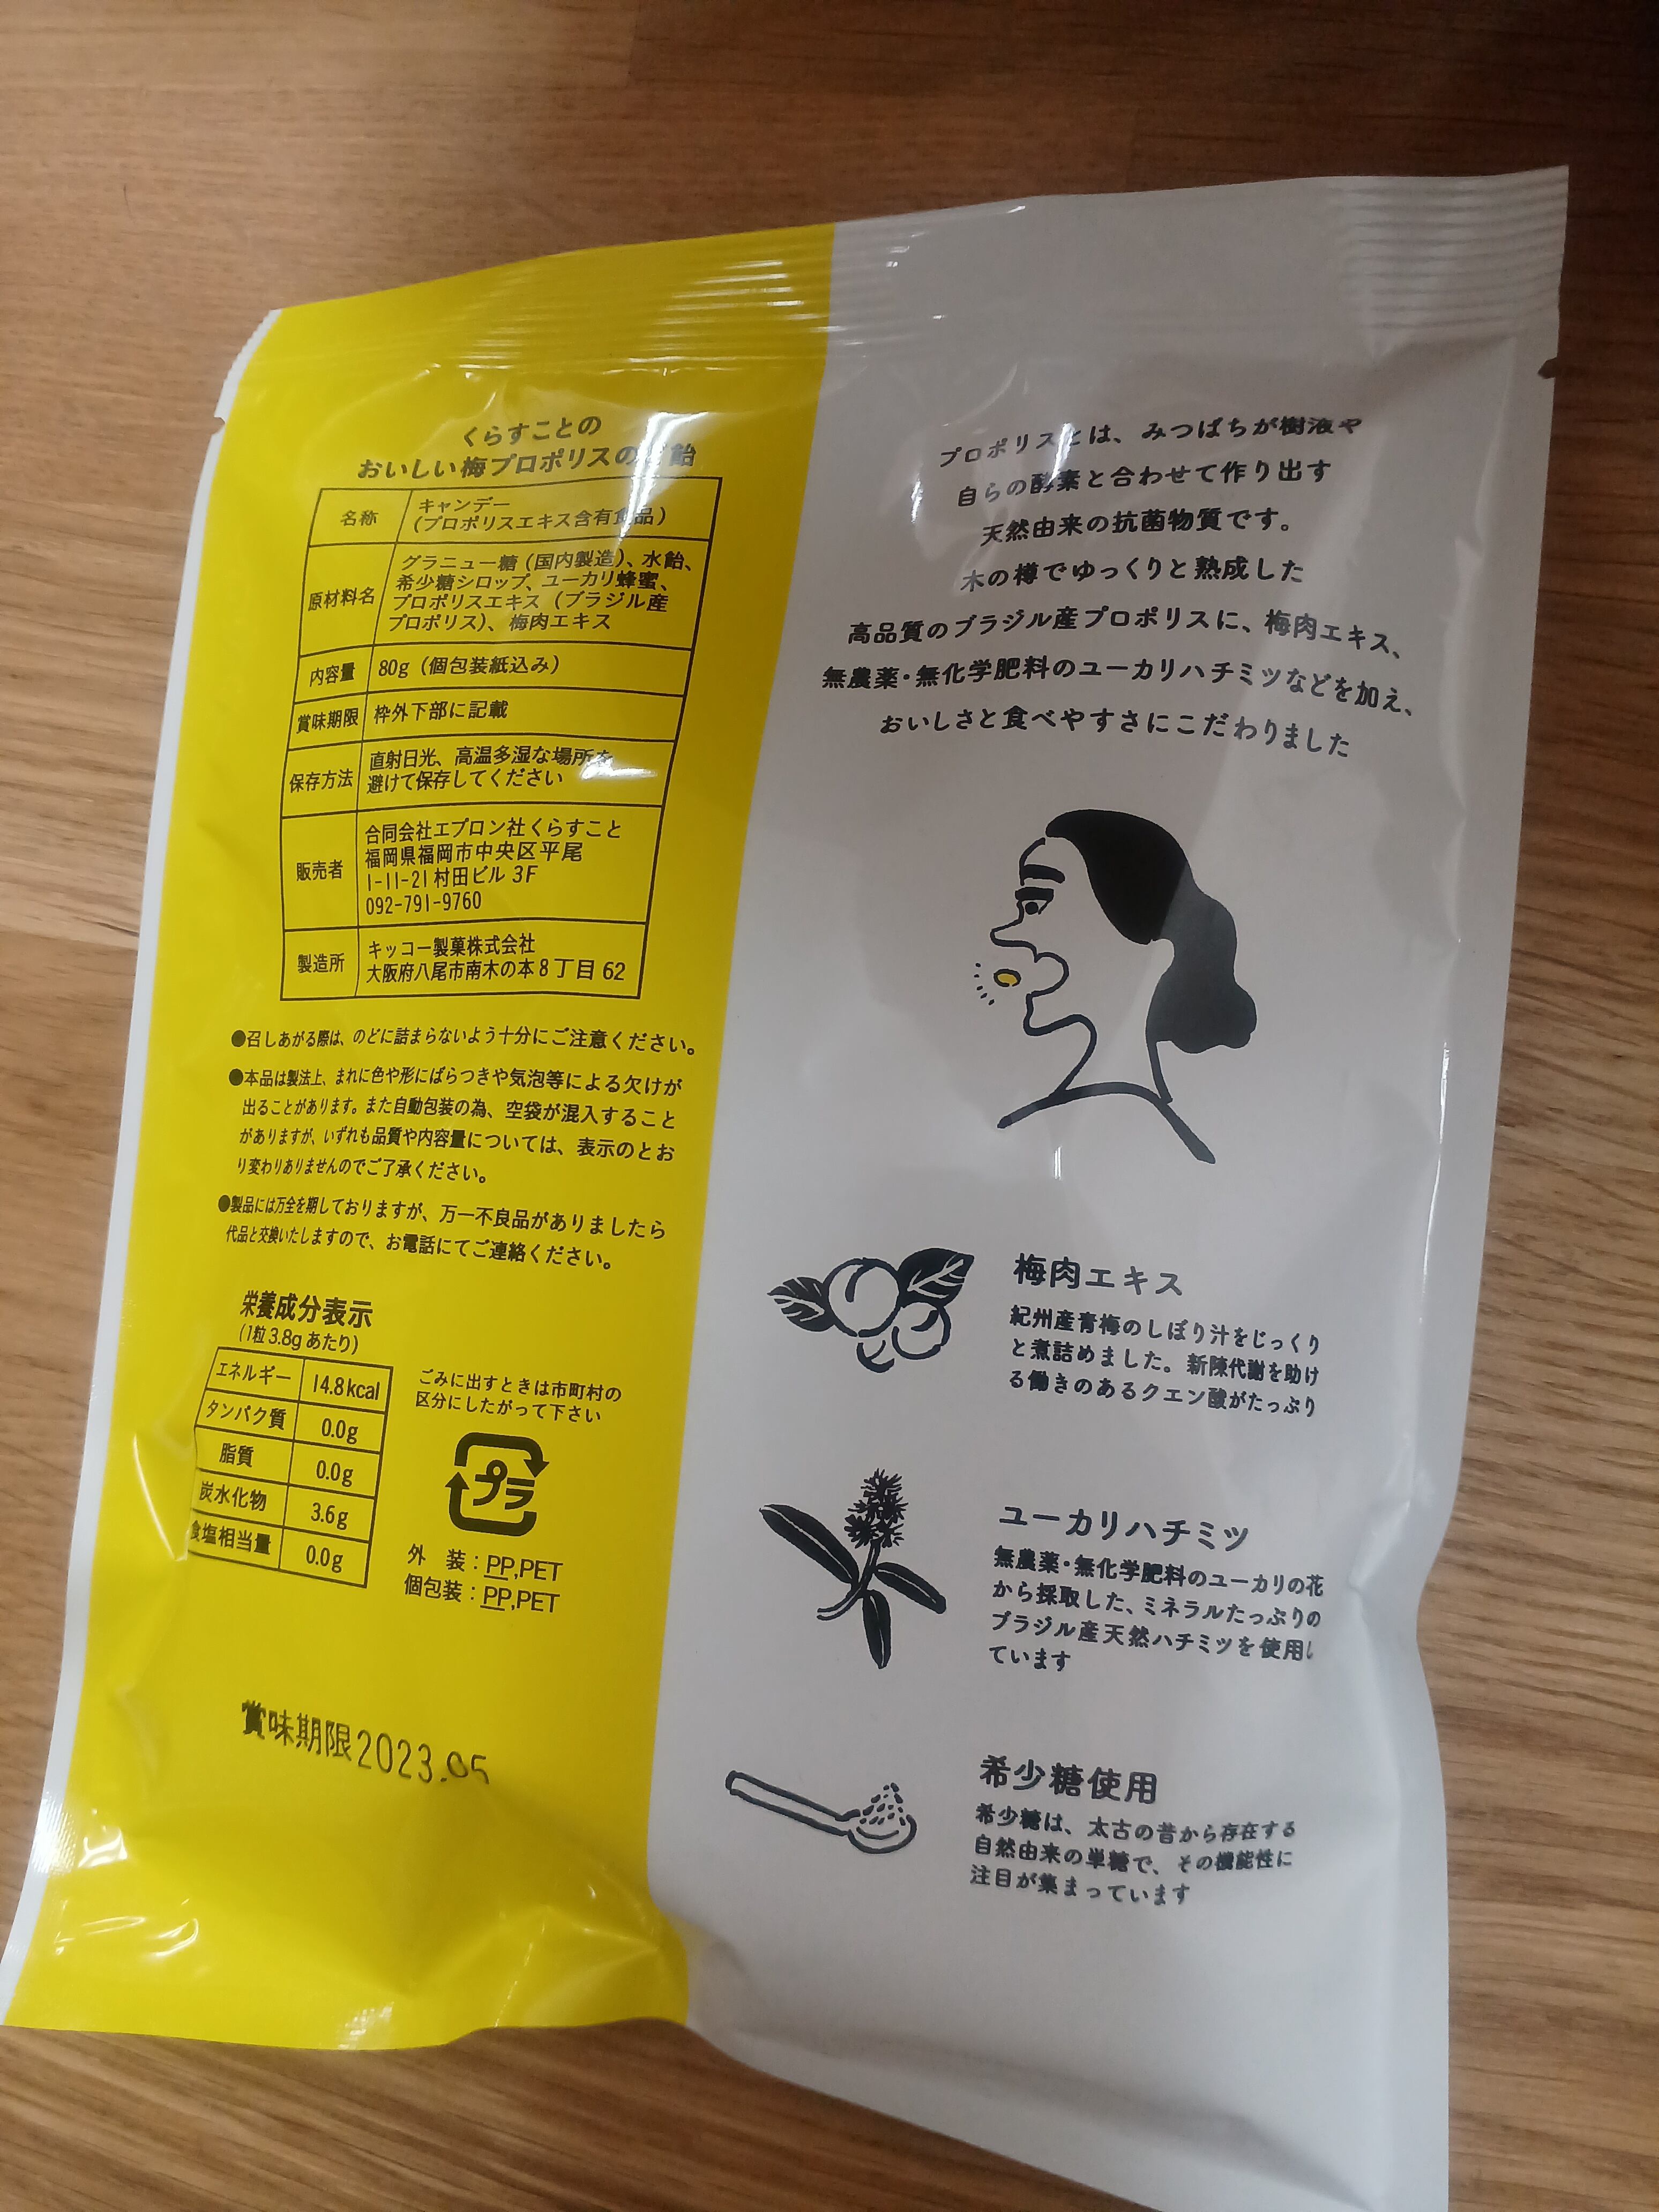 くらすことの
おいしい梅プロポリスの 飴
名称
キャンデー
(プロポリスエキス含有食品)
原材料名
グラニュー糖(国内製造)、水飴、
希少糖シロップ、ユーカリ蜂蜜、
プロポリスエキス(ブラジル産
プロポリス)、梅肉エキス
内容量
80g(個包装紙込み)
賞味期限
枠外下部に記載
保存方法
直射日光、高温多湿な場所を
避けて保存してください
販売者
合同会社エプロン社くらすこと
福岡県福岡市中央区平尾
1-11-21 村田ビル 3F
092-791-9760
製造所
キッコー製菓株式会社
大阪府八尾市南木の本8丁目62
●召しあがる際は、のどに詰まらないよう十分にご注意ください。
●本品は製法上、まれに色や形にばらつきや気泡等による欠けが
出ることがあります。また自動包装の為、空袋が混入すること
がありますが、いずれも品質や内容量については、表示のとお
り変わりありませんのでご了承ください。
●製品には万全を期しておりますが、万一不良品がありましたら
代品と交換いたしますので、お電話にてご連絡ください。
栄養成分表示
(1粒3.8gあたり)
エネルギー 14.8kcal
タンパク質 0.0g
脂質 0.0g
炭水化物 3.6g
食塩相当量 0.0g
ごみに出すときは市町村の
区分にしたがって下さい
プラ
外 装:PP,PET
個包装:PP,PET
賞味期限2023.05
プロポリスとは、みつばちが樹液や
自らの酵素と合わせて作り出す
天然由来の抗菌物質です。
木の樽でゆっくりと熟成した
高品質のブラジル産プロポリスに、梅肉エキス、
無農薬・無化学肥料のユーカリハチミツなどを加え、
おいしさと食べやすさにこだわりました
梅肉エキス
紀州産青梅のしぼり汁をじっくり
と煮詰めました。新陳代謝を助け
る働きのあるクエン酸がたっぷり
ユーカリハチミツ
無農薬・無化学肥料のユーカリの花
から採取した、ミネラルたっぷりの
ブラジル産天然ハチミツを使用し
ています
希少糖使用
希少糖は、太古の昔から存在する
自然由来の単糖で、その機能性に
注目が集まっています